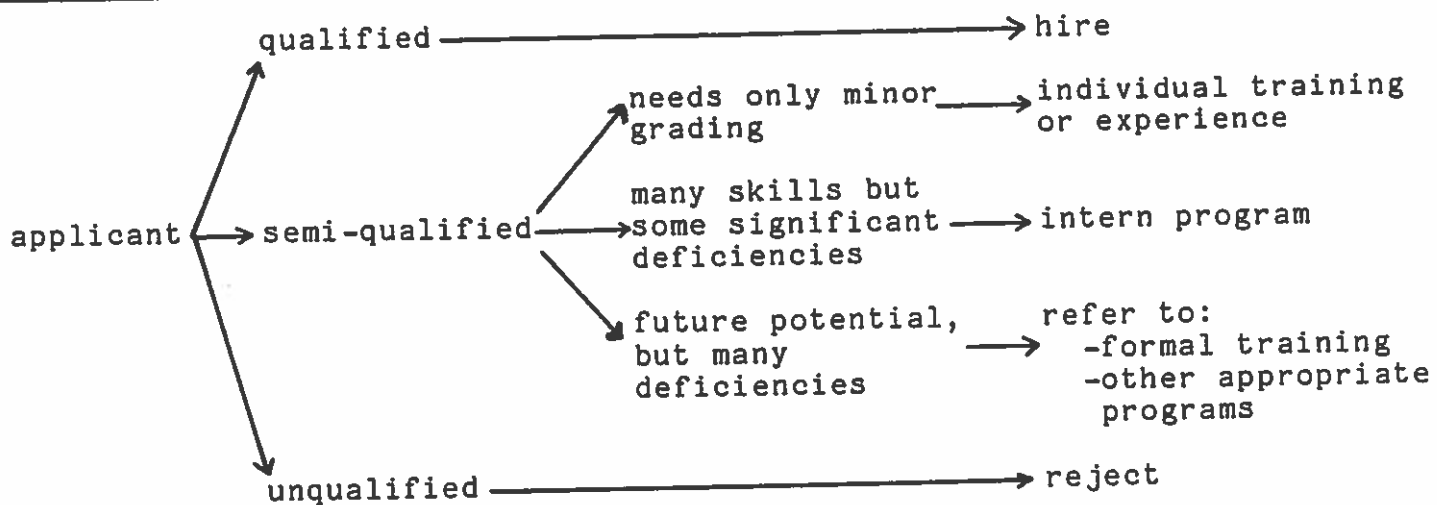 qualified
hire
needs only minor
grading
individual training
or experience
applicant
semi-qualified
many skills but
some significant
deficiencies
intern program
future potential,
but many
deficiencies
refer to:
-formal training
-other appropriate
programs
unqualified
reject